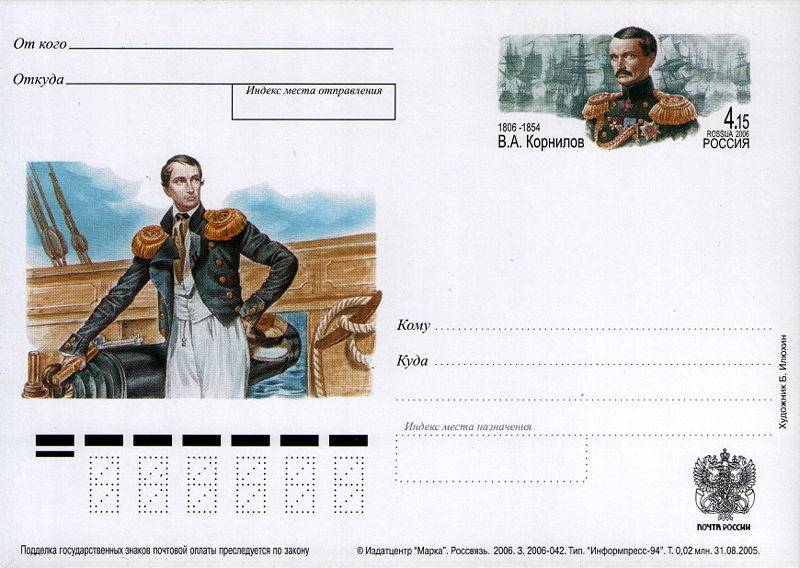 От кого
Откуда
Индекс места отправления
1806 - 1854
В.А. Корнилов
4.15
ROSSIJA 2006
РОССИЯ
Кому
Куда
Индекс места назначения
Художник Б. Илюхин
ПОЧТА РОССИИ
Подделка государственных знаков почтовой оплаты преследуется по закону
© Издатцентр "Марка". Россвязь. 2006. З. 2006-042. Тип. "Информпресс-94". Т. 0,02 млн. 31.08.2005.